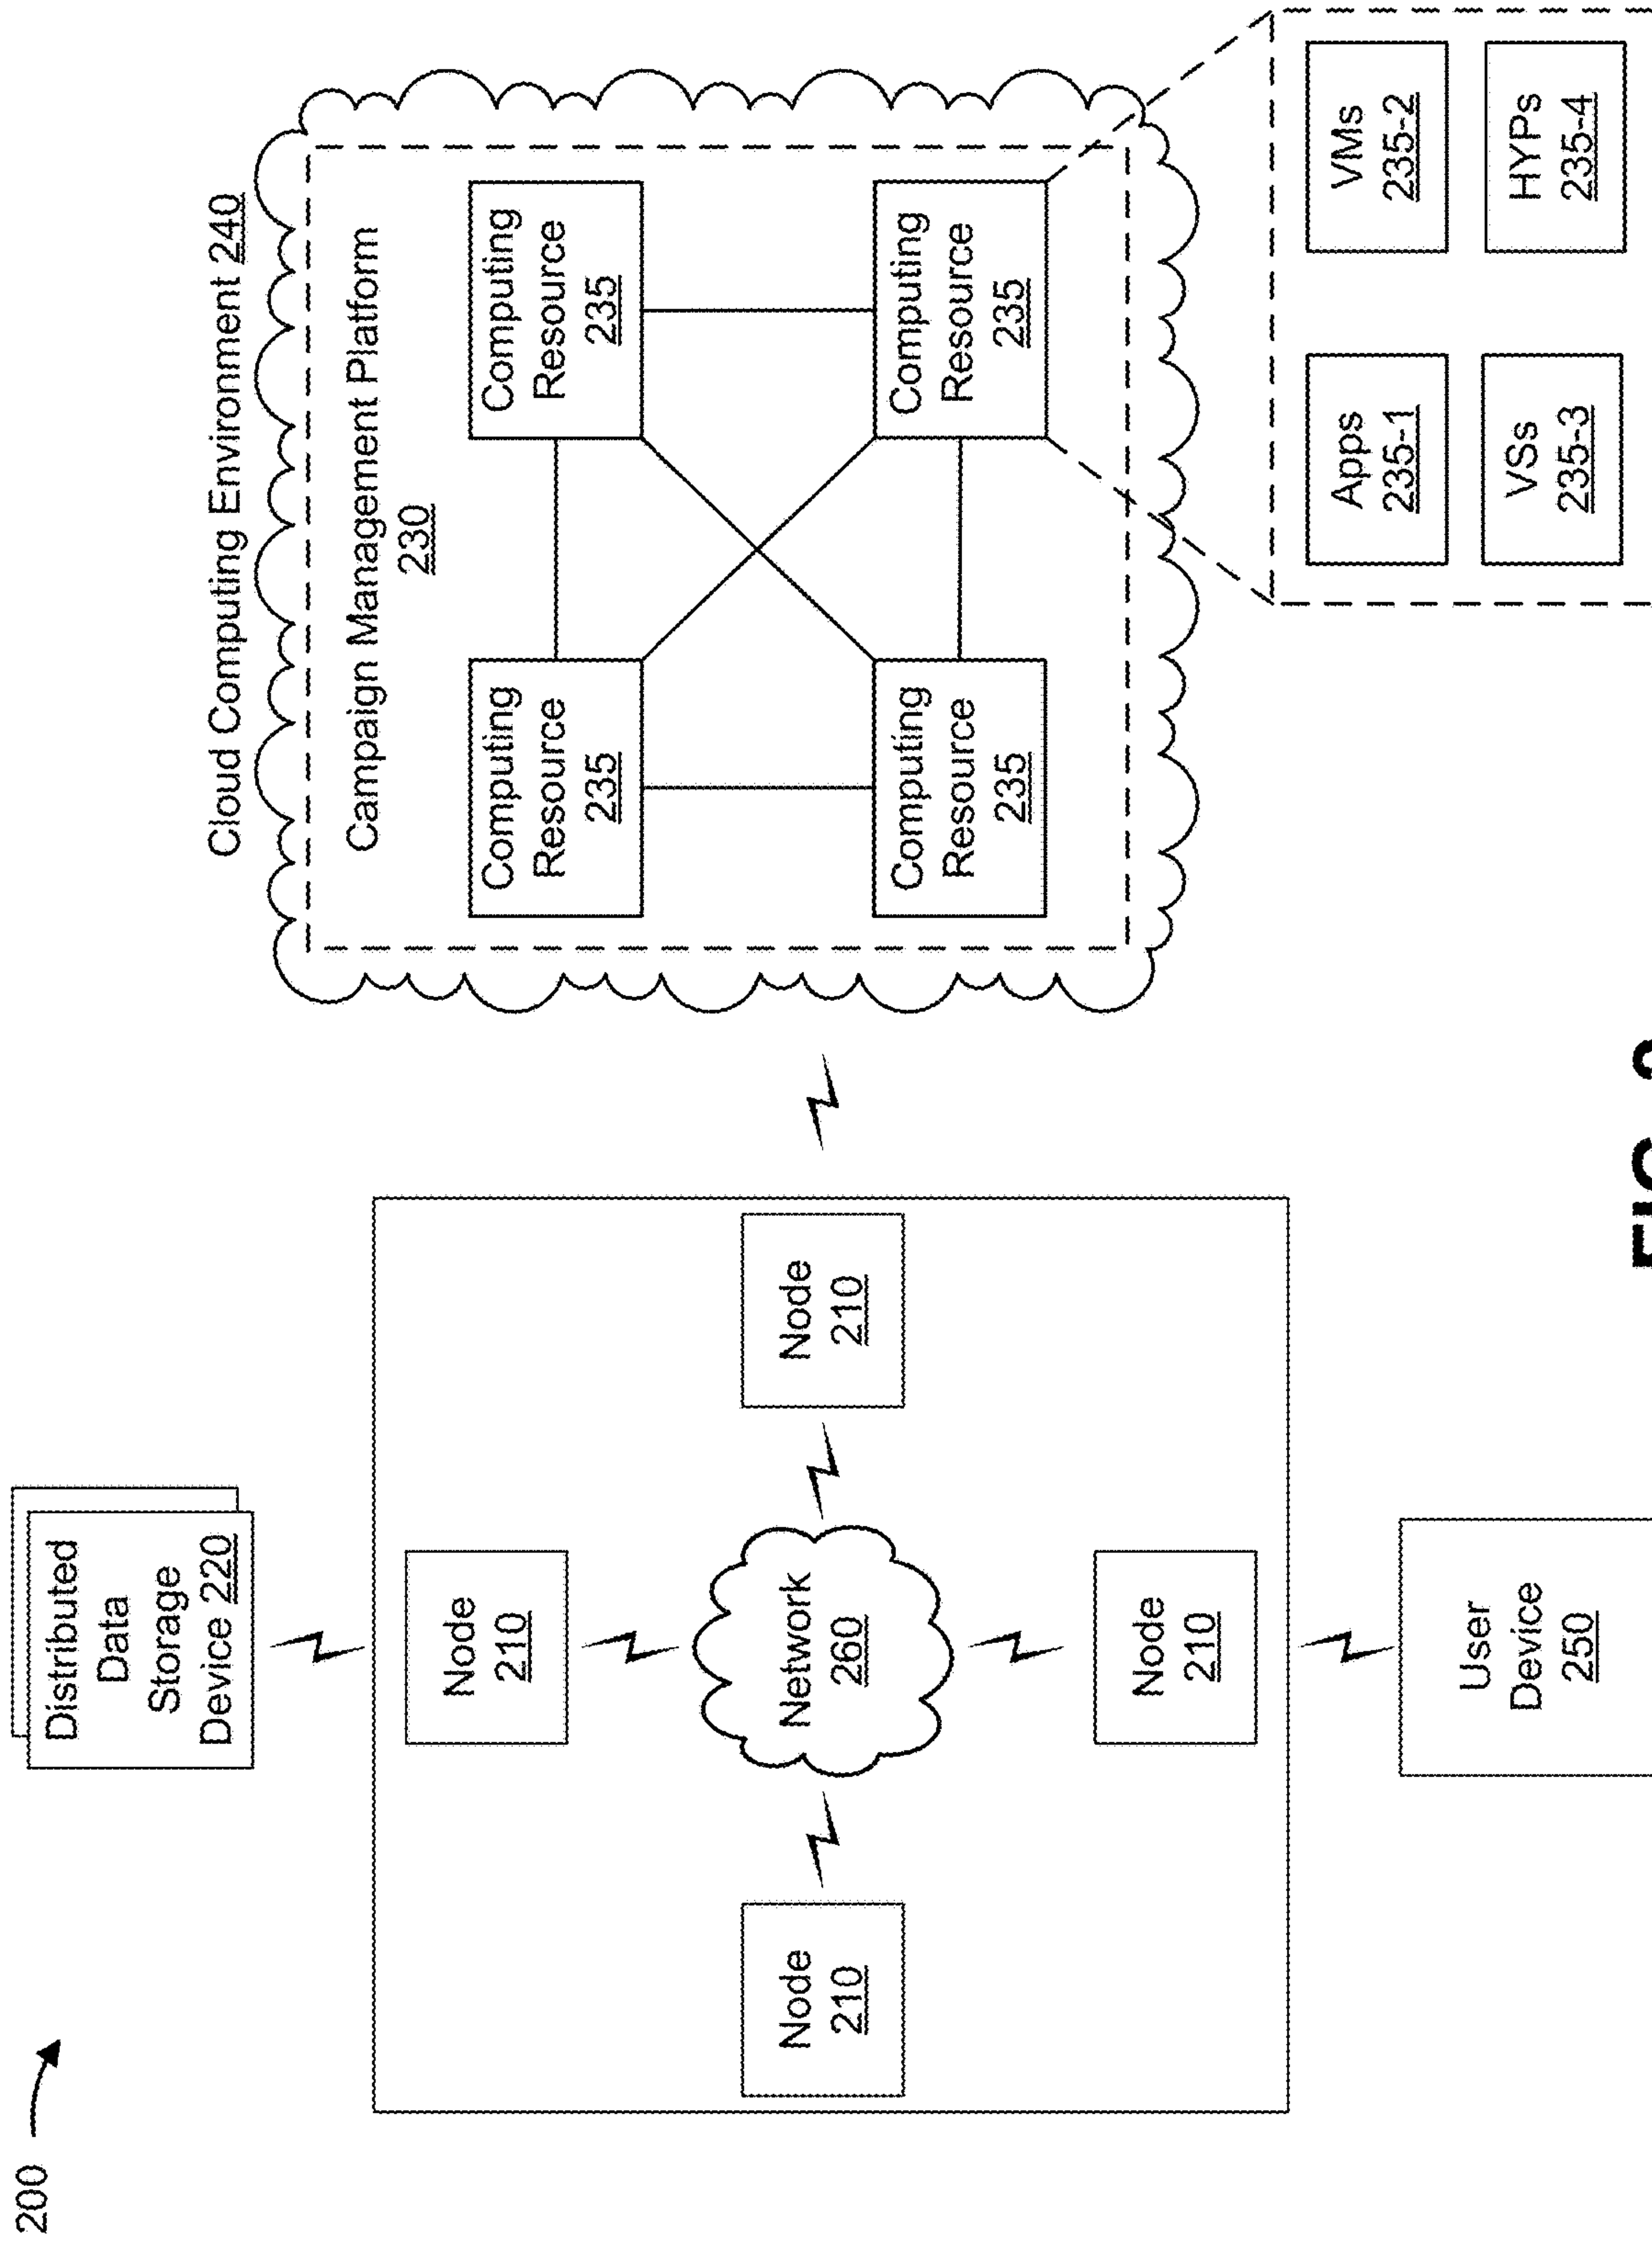 200
Distributed
Data
Storage
Device 220
Node
210
Node
210
Network
260
Node
210
Node
210
User
Device
250
Cloud Computing Environment 240
Campaign Management Platform
230
Computing
Resource
235
Computing
Resource
235
Computing
Resource
235
Computing
Resource
235
Apps
235-1
VMs
235-2
VSs
235-3
HYPs
235-4